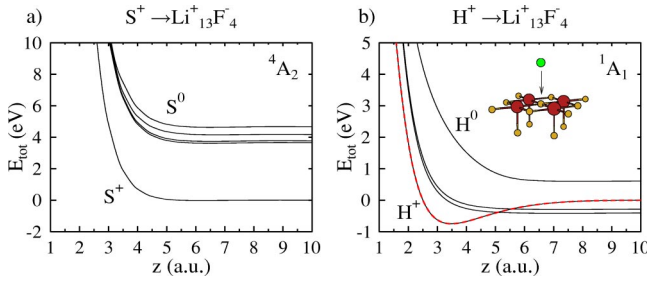 a) S⁺ →Li⁺₁₃F⁻₄
10
8
6
4
2
0
-2
E_tot (eV)
⁴A₂
S⁰
S⁺
1 2 3 4 5 6 7 8 9 10
z (a.u.)
b) H⁺ →Li⁺₁₃F⁻₄
5
4
3
2
1
0
-1
E_tot (eV)
¹A₁
H⁰
H⁺
1 2 3 4 5 6 7 8 9 10
z (a.u.)